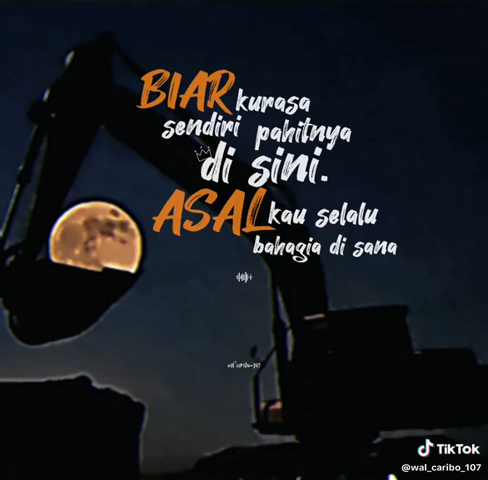 BIAR kurasa
sendiri pahitnya
di sini.
ASAL kau selalu
bahagia di sana
TikTok
@wal_caribo_107